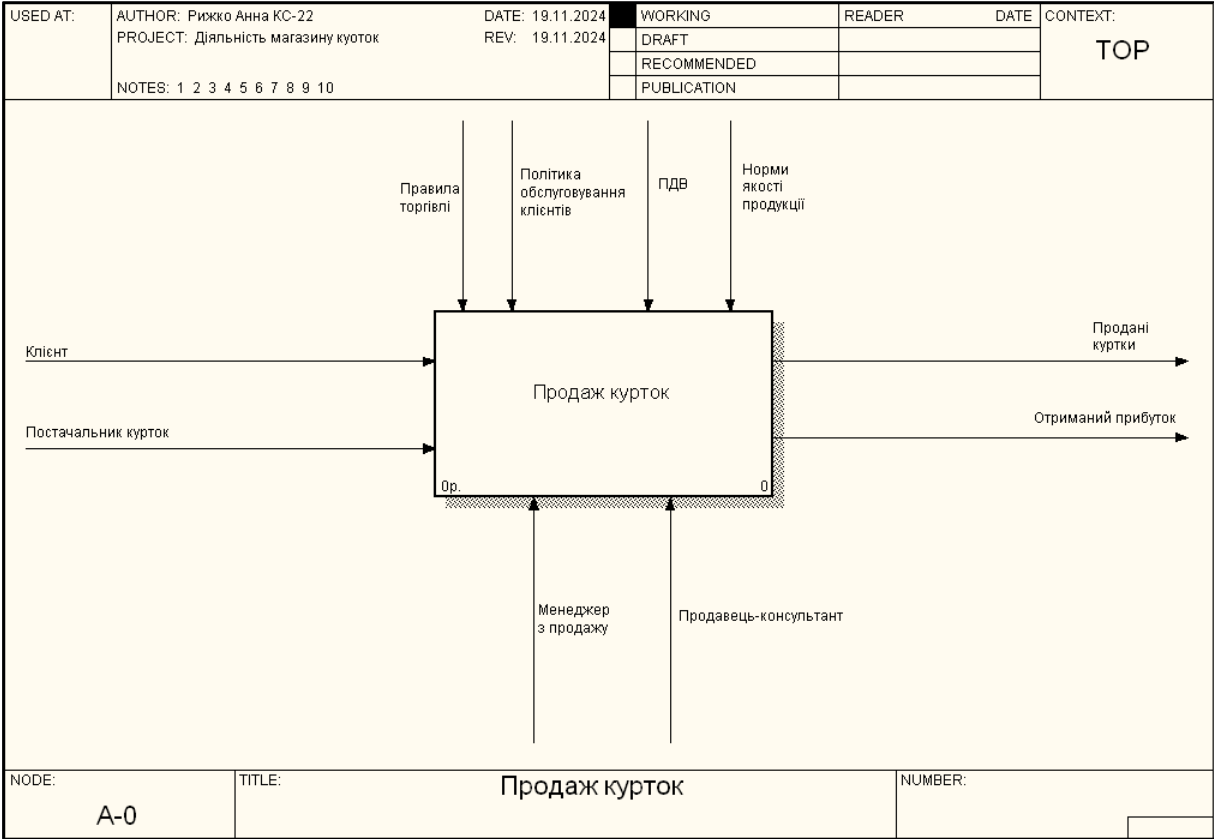 USED AT:
AUTHOR: Рижко Анна КС-22
DATE: 19.11.2024
PROJECT: Діяльність магазину куоток
REV: 19.11.2024
NOTES: 1 2 3 4 5 6 7 8 9 10
WORKING
DRAFT
RECOMMENDED
PUBLICATION
READER DATE
CONTEXT:
TOP
Правила
торгівлі
Політика
обслуговування
клієнтів
ПДВ
Норми
якості
продукції
Клієнт
Постачальник курток
Продаж курток
0р.
0
Продані
куртки
Отриманий прибуток
Менеджер
з продажу
Продавець-консультант
NODE:
A-0
TITLE:
Продаж курток
NUMBER: